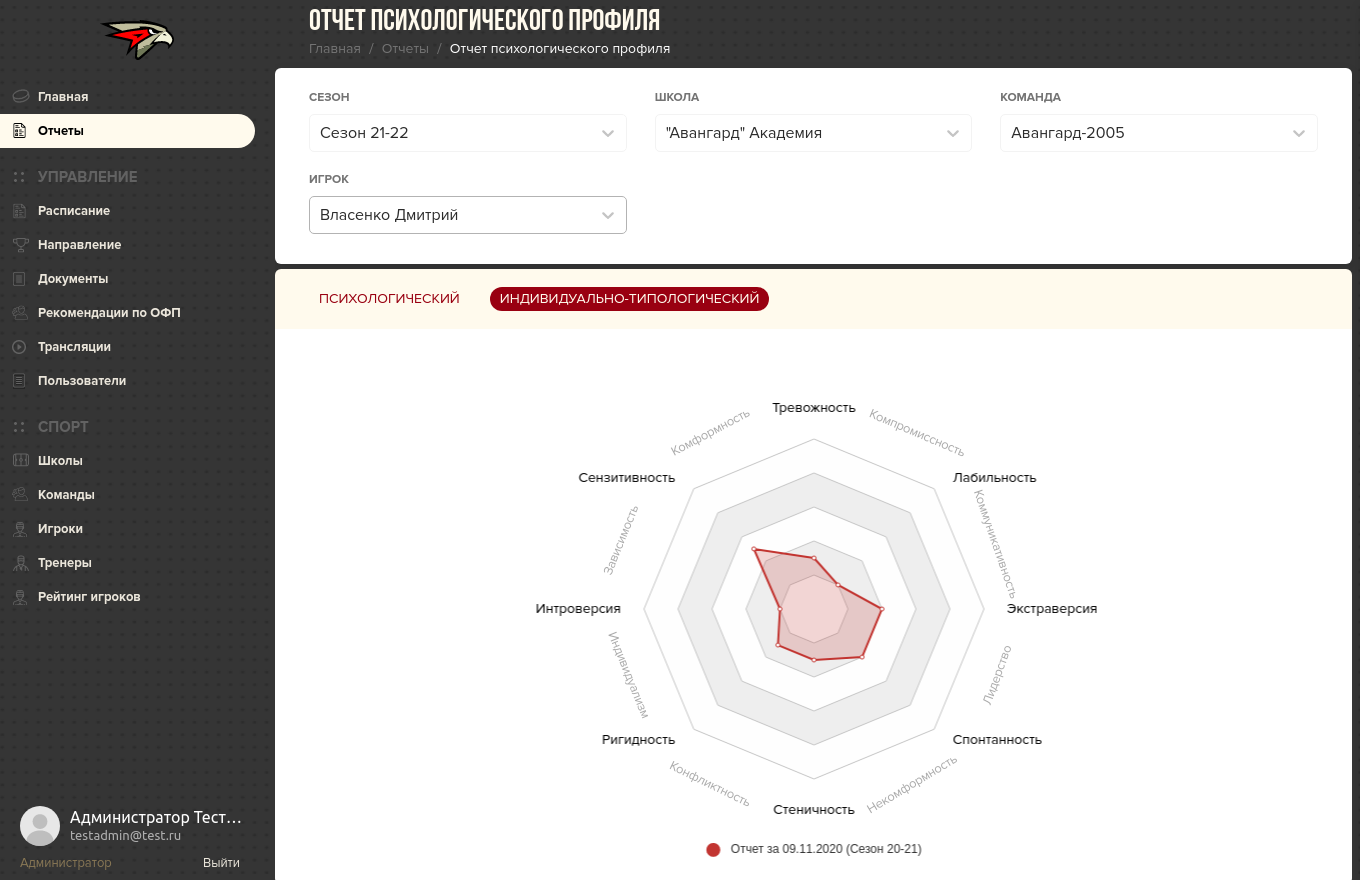 ОТЧЕТ ПСИХОЛОГИЧЕСКОГО ПРОФИЛЯ
Главная / Отчеты / Отчет психологического профиля
Главная
Отчеты
УПРАВЛЕНИЕ
Расписание
Направление
Документы
Рекомендации по ОФП
Трансляции
Пользователи
СПОРТ
Школы
Команды
Игроки
Тренеры
Рейтинг игроков
Администратор Тест...
testadmin@test.ru
Администратор Выйти
СЕЗОН ШКОЛА КОМАНДА
Сезон 21-22 "Авангард" Академия Авангард-2005
ИГРОК
Власенко Дмитрий
ПСИХОЛОГИЧЕСКИЙ ИНДИВИДУАЛЬНО-ТИПОЛОГИЧЕСКИЙ
Тревожность
Комформность Компромиссность
Сензитивность Лабильность
Зависимость Коммуникативность
Интроверсия Экстраверсия
Индивидуализм Лидерство
Ригидность Спонтанность
Конфликтность Некомформность
Стеничность
Отчет за 09.11.2020 (Сезон 20-21)